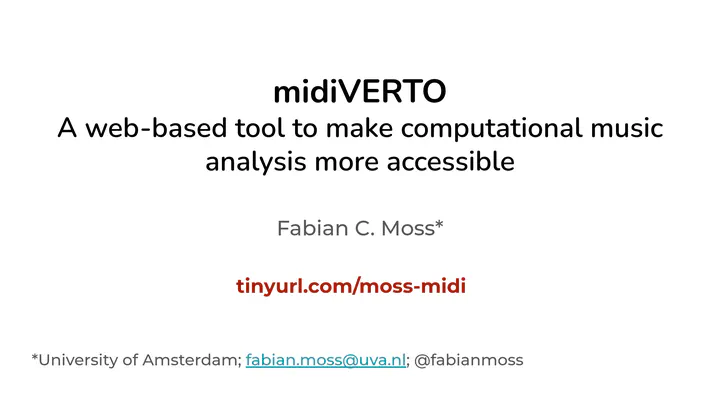 midiVERTO
A web-based tool to make computational music
analysis more accessible
Fabian C. Moss*
tinyurl.com/moss-midi
*University of Amsterdam; fabian.moss@uva.nl; @fabianmoss